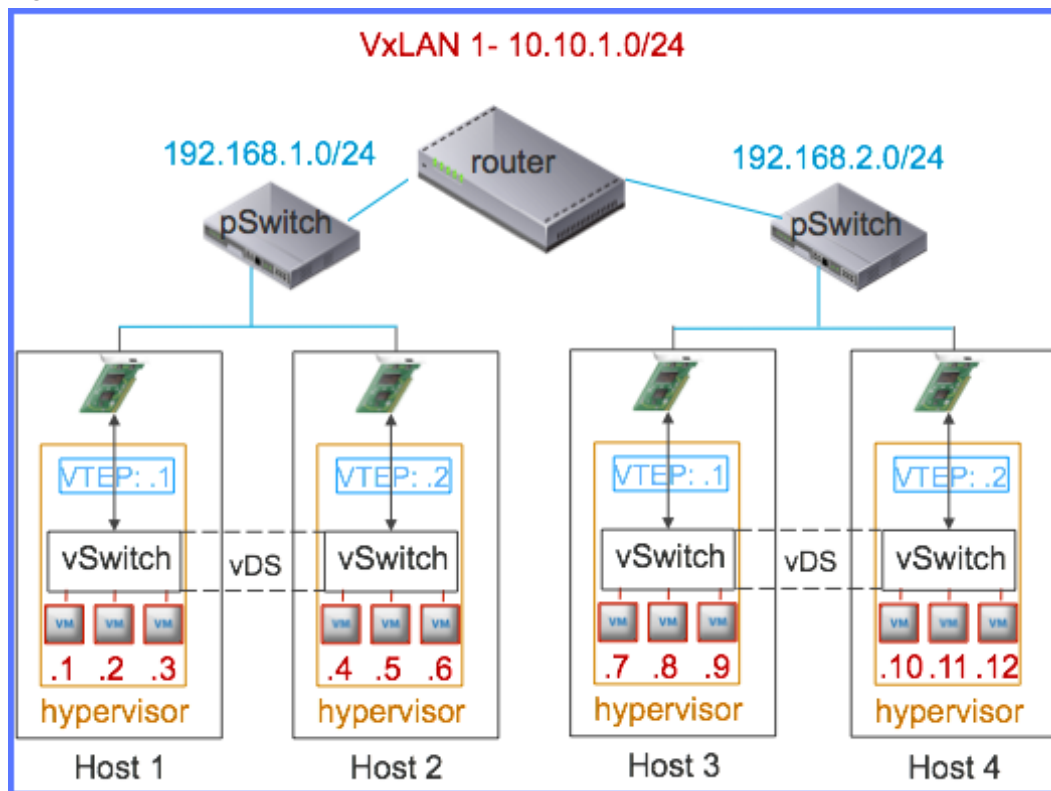 VxLAN 1- 10.10.1.0/24
192.168.1.0/24
router
192.168.2.0/24
pSwitch
pSwitch
VTEP: .1
VTEP: .2
VTEP: .1
VTEP: .2
vSwitch
vDS
vSwitch
vSwitch
vDS
vSwitch
VM VM VM
VM VM VM
VM VM VM
VM VM VM
.1 .2 .3
.4 .5 .6
.7 .8 .9
.10 .11 .12
hypervisor
hypervisor
hypervisor
hypervisor
Host 1
Host 2
Host 3
Host 4